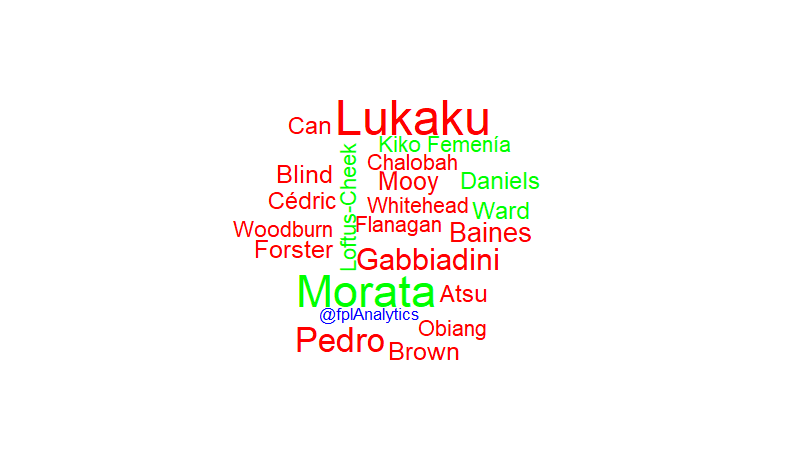 Lukaku
Can
Kiko Femenía
Chalobah
Blind
Mooy
Daniels
Cédric
Loftus-Cheek
Whitehead
Ward
Woodburn
Flanagan
Baines
Forster
Gabbiadini
Morata
Atsu
@fplAnalytics
Obiang
Pedro
Brown